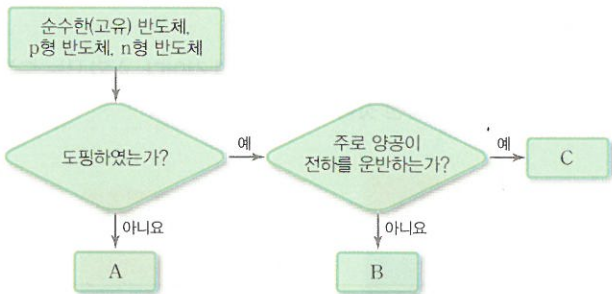 순수한(고유) 반도체,
p형 반도체, n형 반도체
도핑하였는가?
예
주로 양공이
전하를 운반하는가?
예
C
아니요
아니요
A
B